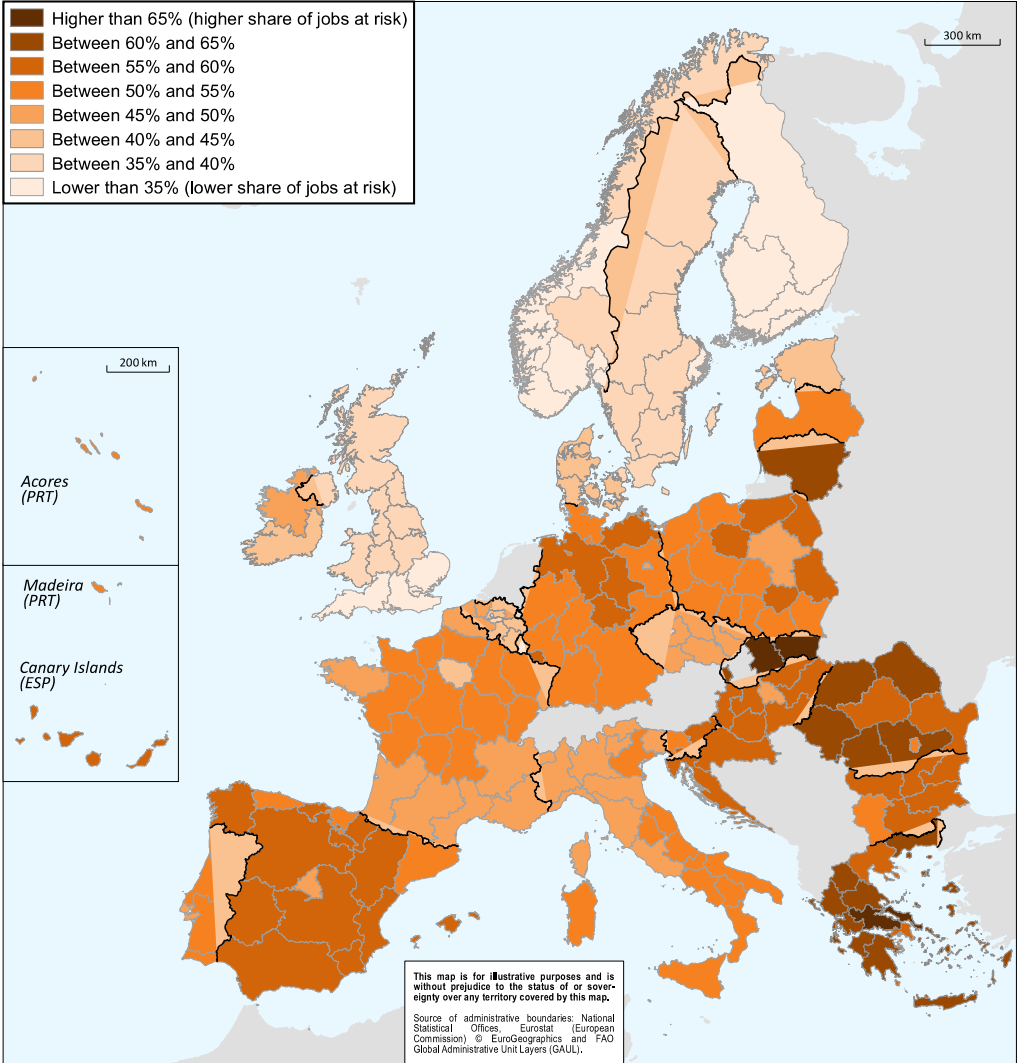 Higher than 65% (higher share of jobs at risk)
Between 60% and 65%
Between 55% and 60%
Between 50% and 55%
Between 45% and 50%
Between 40% and 45%
Between 35% and 40%
Lower than 35% (lower share of jobs at risk)
300 km
200 km
Acores
(PRT)
Madeira
(PRT)
Canary Islands
(ESP)
This map is for illustrative purposes and is
without prejudice to the status of or sover-
eignty over any territory covered by this map.
Source of administrative boundaries: National
Statistical Offices, Eurostat (European
Commission) © EuroGeographics and FAO
Global Administrative Unit Layers (GAUL).